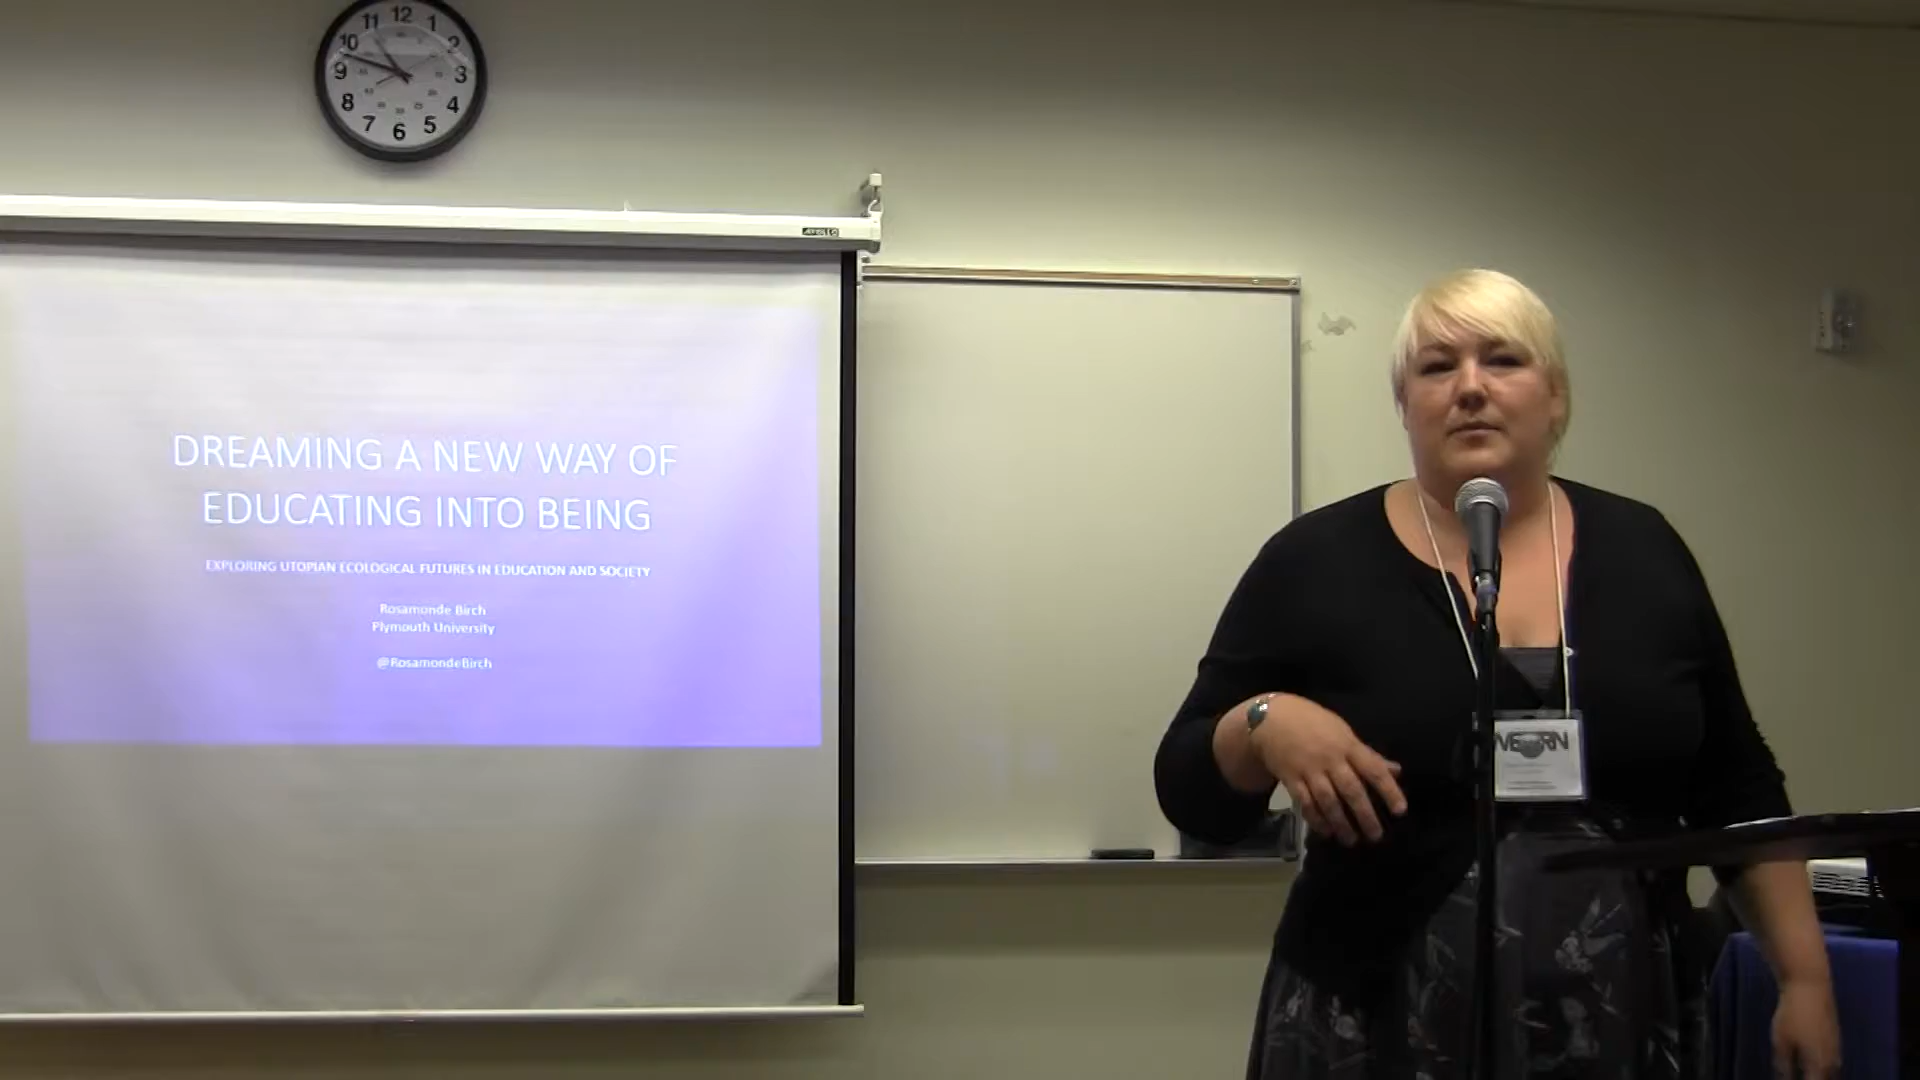 11 12 1
10 2
9 3
8 4
7 6 5
APOLLO
DREAMING A NEW WAY OF
EDUCATING INTO BEING
EXPLORING UTOPIAN ECOLOGICAL FUTURES IN EDUCATION AND SOCIETY
Rosamonde Birch
Plymouth University
@RosamondeBirch